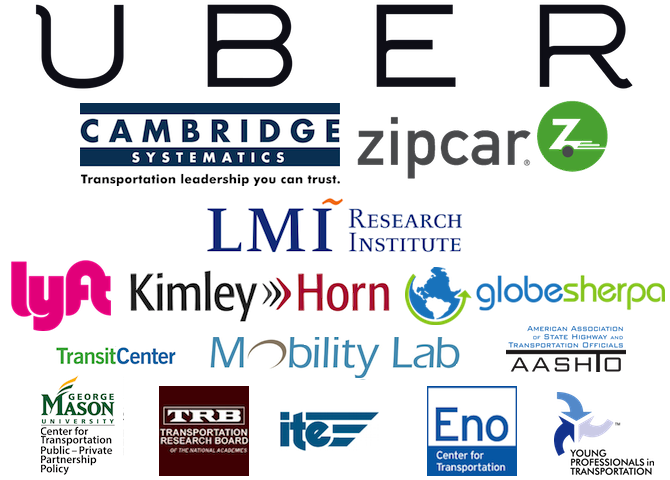 UBER
CAMBRIDGE
SYSTEMATICS
Transportation leadership you can trust.
zipcar®
Z
LMI RESEARCH
INSTITUTE
lyft
Kimley Horn
globesherpa
TransitCenter
Mobility Lab
AMERICAN ASSOCIATION
OF STATE HIGHWAY AND
TRANSPORTATION OFFICIALS
AASHTO
GEORGE
MASON
UNIVERSITY
Center for
Transportation
Public–Private
Partnership
Policy
TRB
TRANSPORTATION
RESEARCH BOARD
OF THE NATIONAL ACADEMIES
ite
Eno
Center for
Transportation
TM
YOUNG
PROFESSIONALS in
TRANSPORTATION